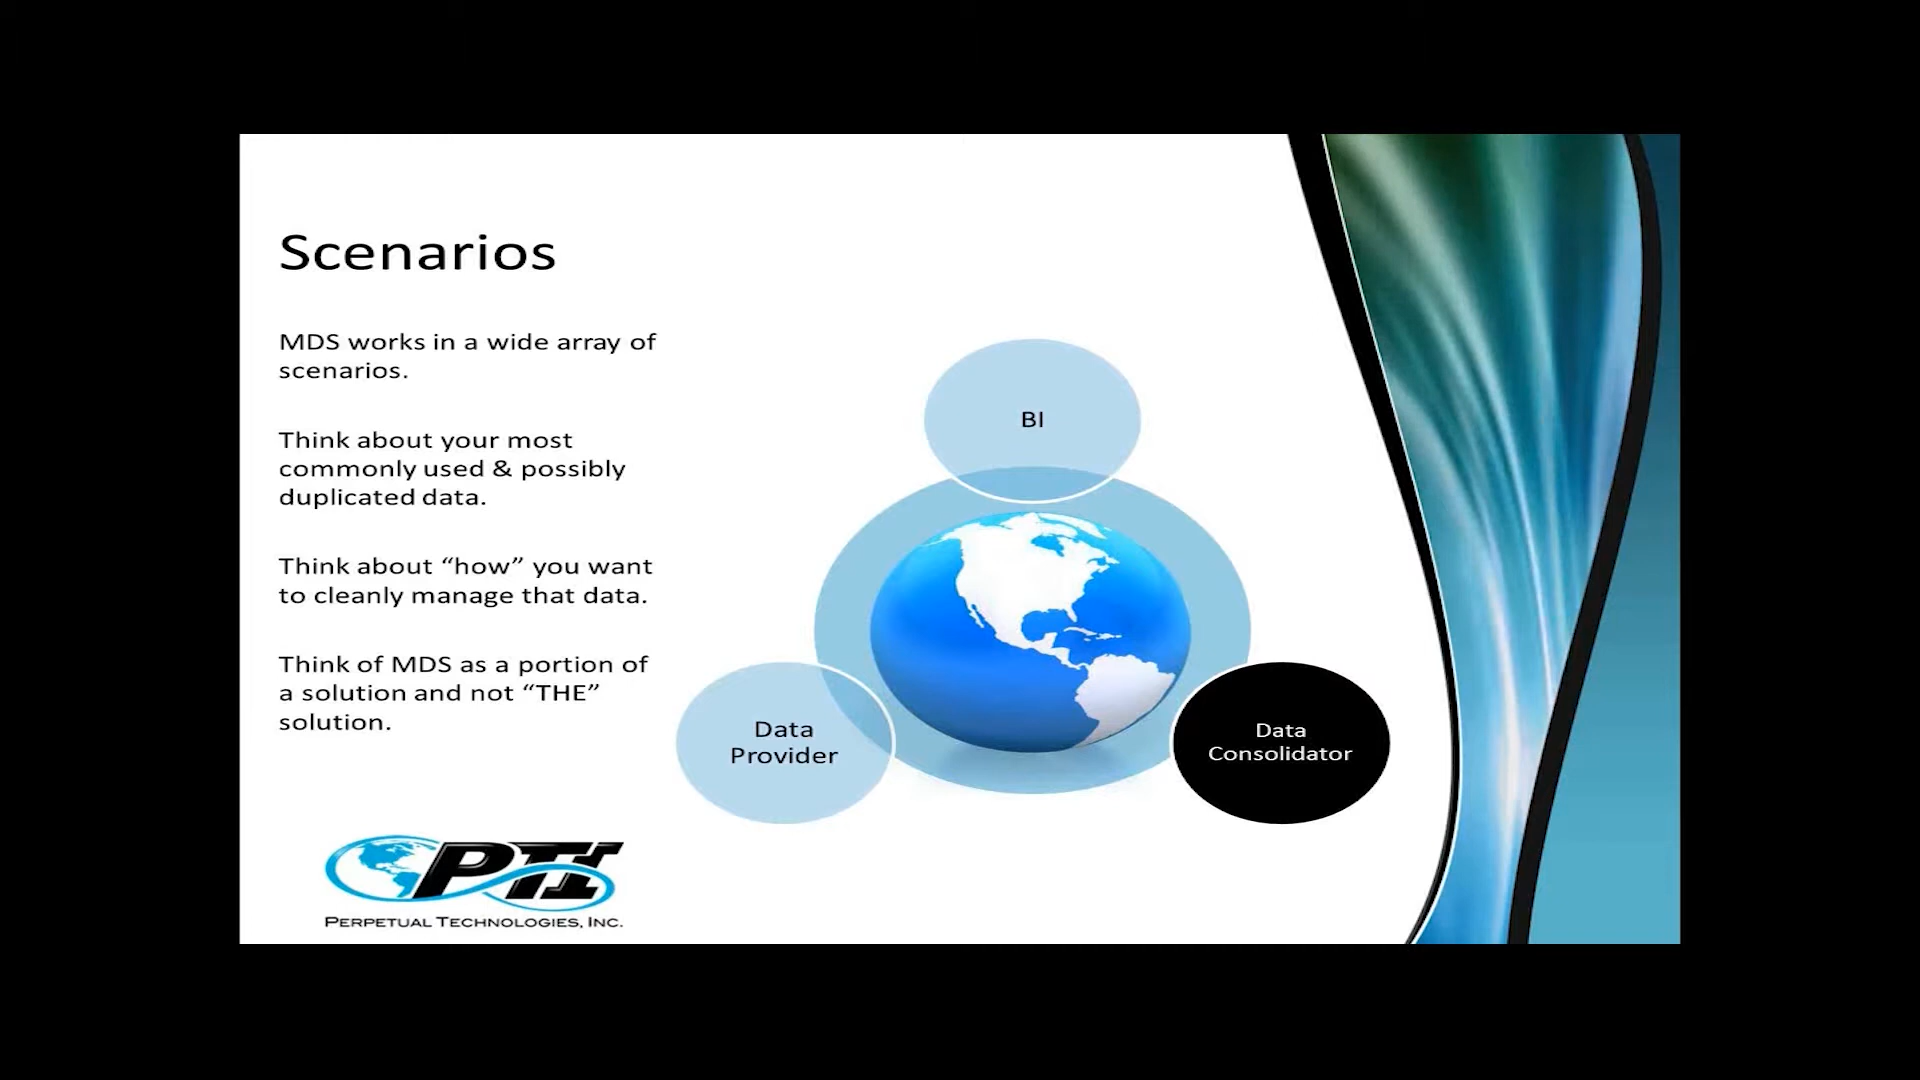 Scenarios
MDS works in a wide array of
scenarios.
Think about your most
commonly used & possibly
duplicated data.
Think about “how” you want
to cleanly manage that data.
Think of MDS as a portion of
a solution and not “THE”
solution.
BI
Data
Provider
Data
Consolidator
PTI
PERPETUAL TECHNOLOGIES, INC.